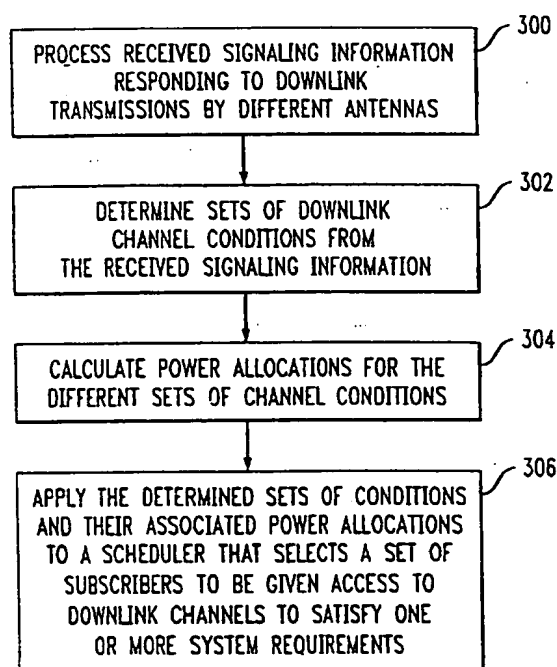 300
PROCESS RECEIVED SIGNALING INFORMATION
RESPONDING TO DOWNLINK
TRANSMISSIONS BY DIFFERENT ANTENNAS
302
DETERMINE SETS OF DOWNLINK
CHANNEL CONDITIONS FROM
THE RECEIVED SIGNALING INFORMATION
304
CALCULATE POWER ALLOCATIONS FOR THE
DIFFERENT SETS OF CHANNEL CONDITIONS
306
APPLY THE DETERMINED SETS OF CONDITIONS
AND THEIR ASSOCIATED POWER ALLOCATIONS
TO A SCHEDULER THAT SELECTS A SET OF
SUBSCRIBERS TO BE GIVEN ACCESS TO
DOWNLINK CHANNELS TO SATISFY ONE
OR MORE SYSTEM REQUIREMENTS